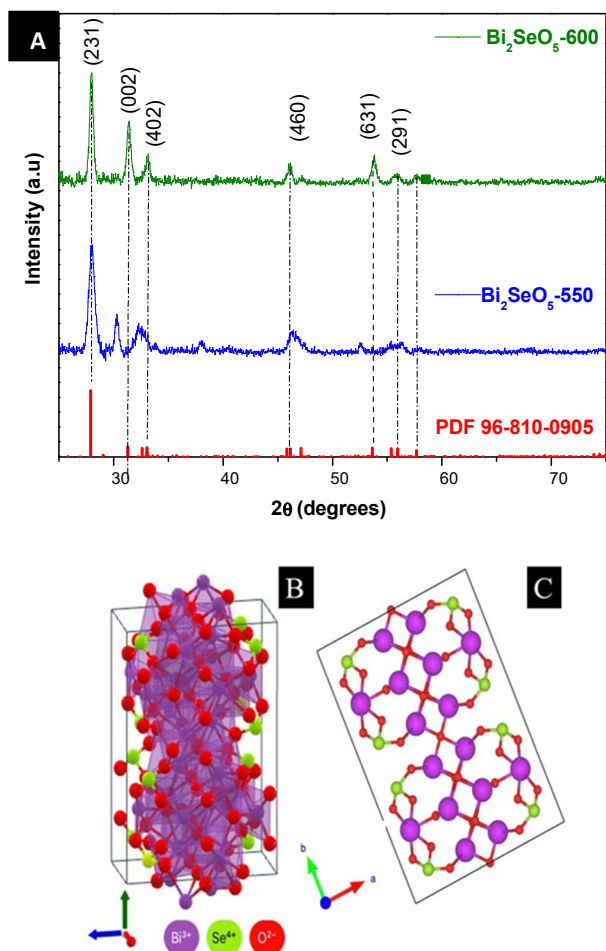 A
Bi₂SeO₅-600
(231)
(002)
(402)
(460)
(631)
(291)
Intensity (a.u)
Bi₂SeO₅-550
PDF 96-810-0905
30 40 50 60 70
2θ (degrees)
B
C
b
a
Bi³⁺ Se⁴⁺ O²⁻